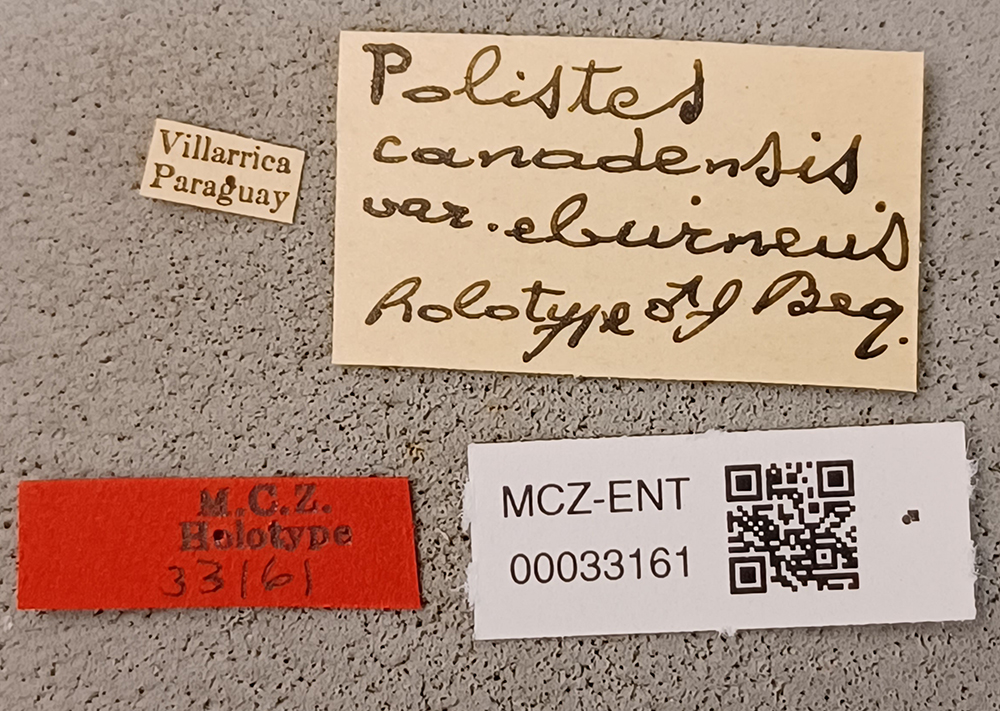 Villarrica
Paraguay
Polistes
canadensis
var. eburneus
holotype ♂ Beq.
M.C.Z.
Holotype
33161
MCZ-ENT
00033161